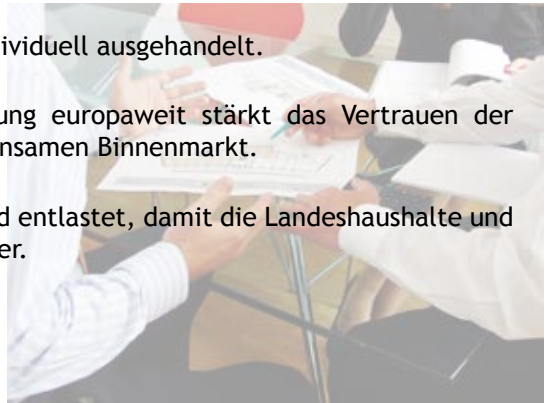 ividuell ausgehandelt.
ung europaweit stärkt das Vertrauen der
nsamen Binnenmarkt.
d entlastet, damit die Landeshaushalte und
er.